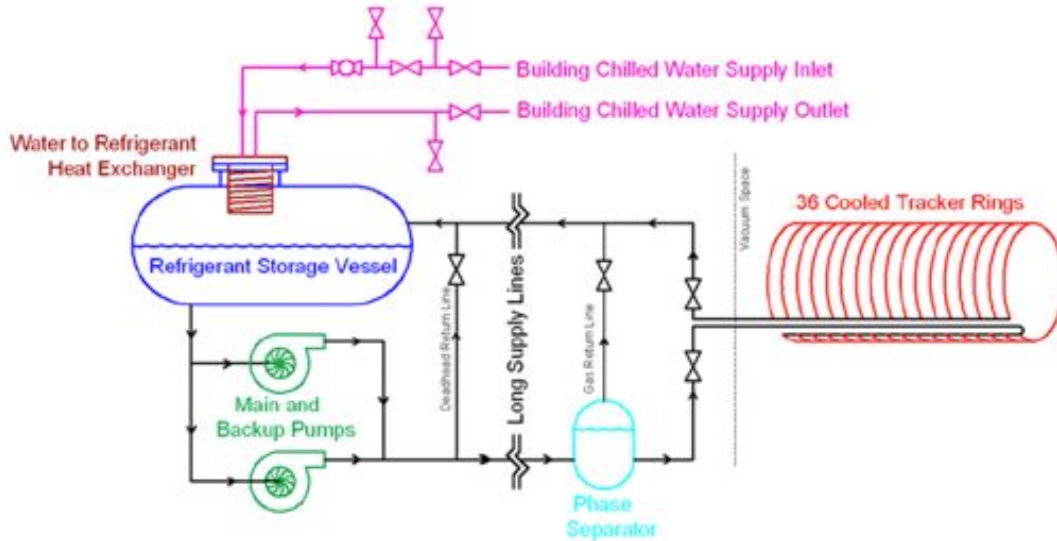 Building Chilled Water Supply Inlet
Building Chilled Water Supply Outlet
Water to Refrigerant
Heat Exchanger
Refrigerant Storage Vessel
Main and
Backup Pumps
Deadhead Return Line
Long Supply Lines
Gas Return Line
Phase
Separator
Vacuum Space
36 Cooled Tracker Rings